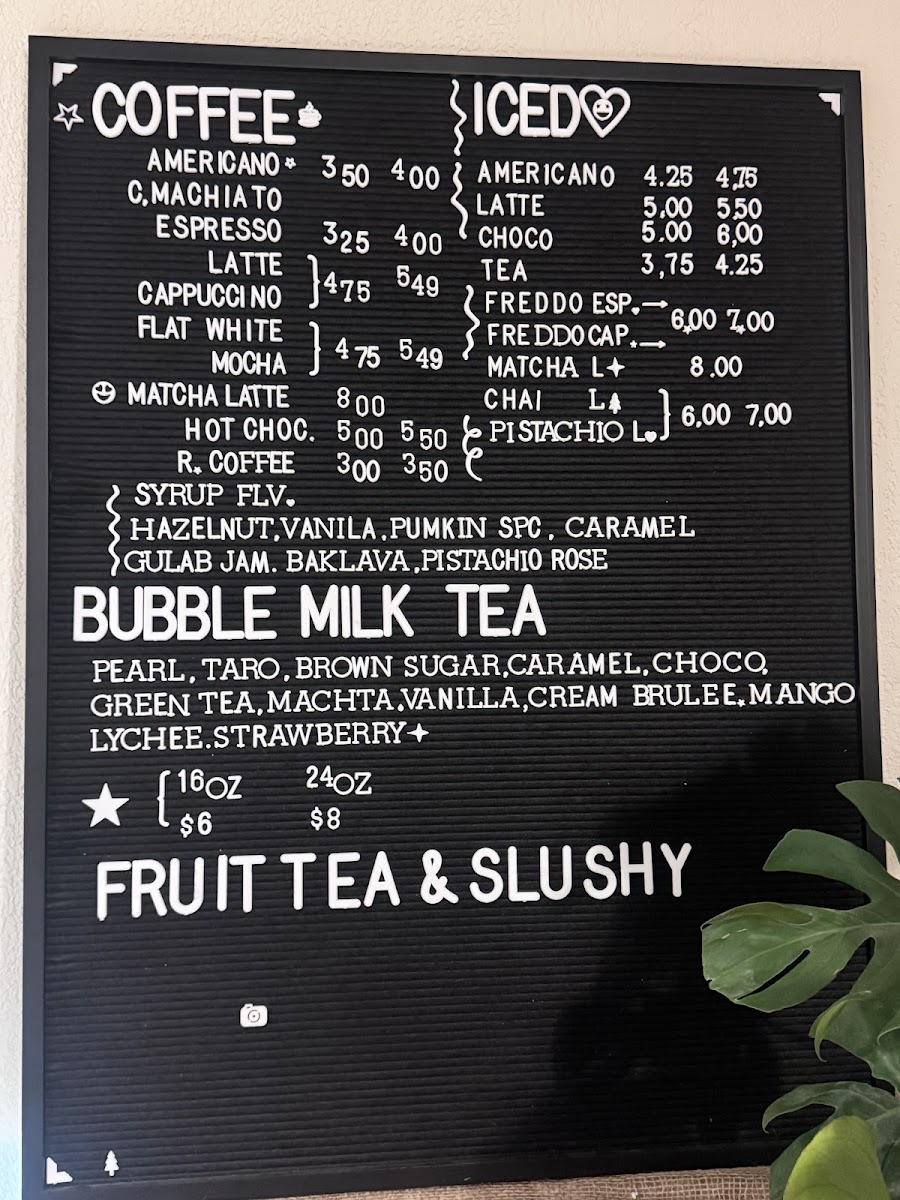 COFFEE
AMERICANO 3 50 4 00
C.MACHIATO
ESPRESSO 3 25 4 00
LATTE
CAPPUCCINO 4 75 5 49
FLAT WHITE
MOCHA 4 75 5 49
MATCHA LATTE 8 00
HOT CHOC. 5 00 5 50
R. COFFEE 3 00 3 50
ICED
AMERICANO 4.25 4,75
LATTE 5,00 5,50
CHOCO 5.00 6,00
TEA 3,75 4.25
FREDDO ESP.
FREDDO CAP. 6,00 7,00
MATCHA L 8.00
CHAI L
PISTACHIO L 6,00 7,00
SYRUP FLV.
HAZELNUT,VANILA,PUMKIN SPC, CARAMEL
GULAB JAM. BAKLAVA,PISTACHIO ROSE
BUBBLE MILK TEA
PEARL, TARO, BROWN SUGAR,CARAMEL,CHOCO,
GREEN TEA,MACHTA.VANILLA,CREAM BRULEE.MANGO
LYCHEE.STRAWBERRY
16OZ 24OZ
$6 $8
FRUIT TEA & SLUSHY